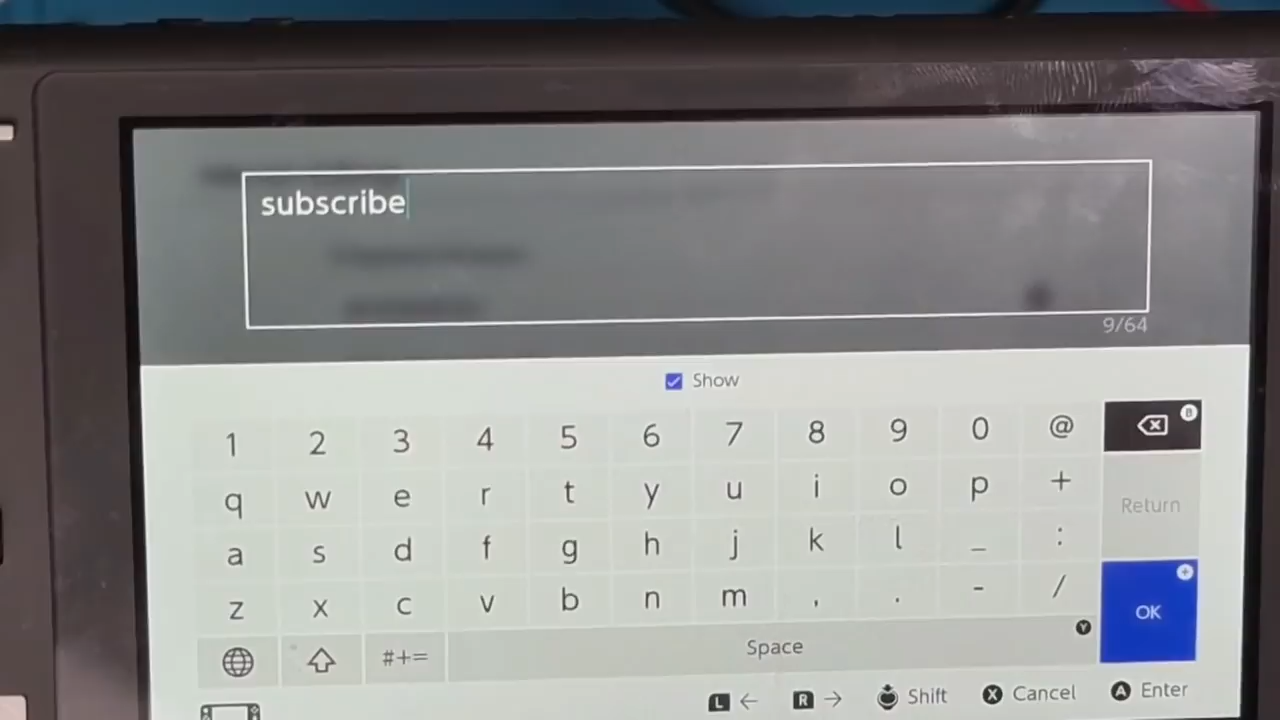 subscribe
9/64
Show
1 2 3 4 5 6 7 8 9 0 @ B
q w e r t y u i o p + Return
a s d f g h j k l _ :
z x c v b n m , . - / OK
#+= Space Y
L ← R → Shift X Cancel A Enter